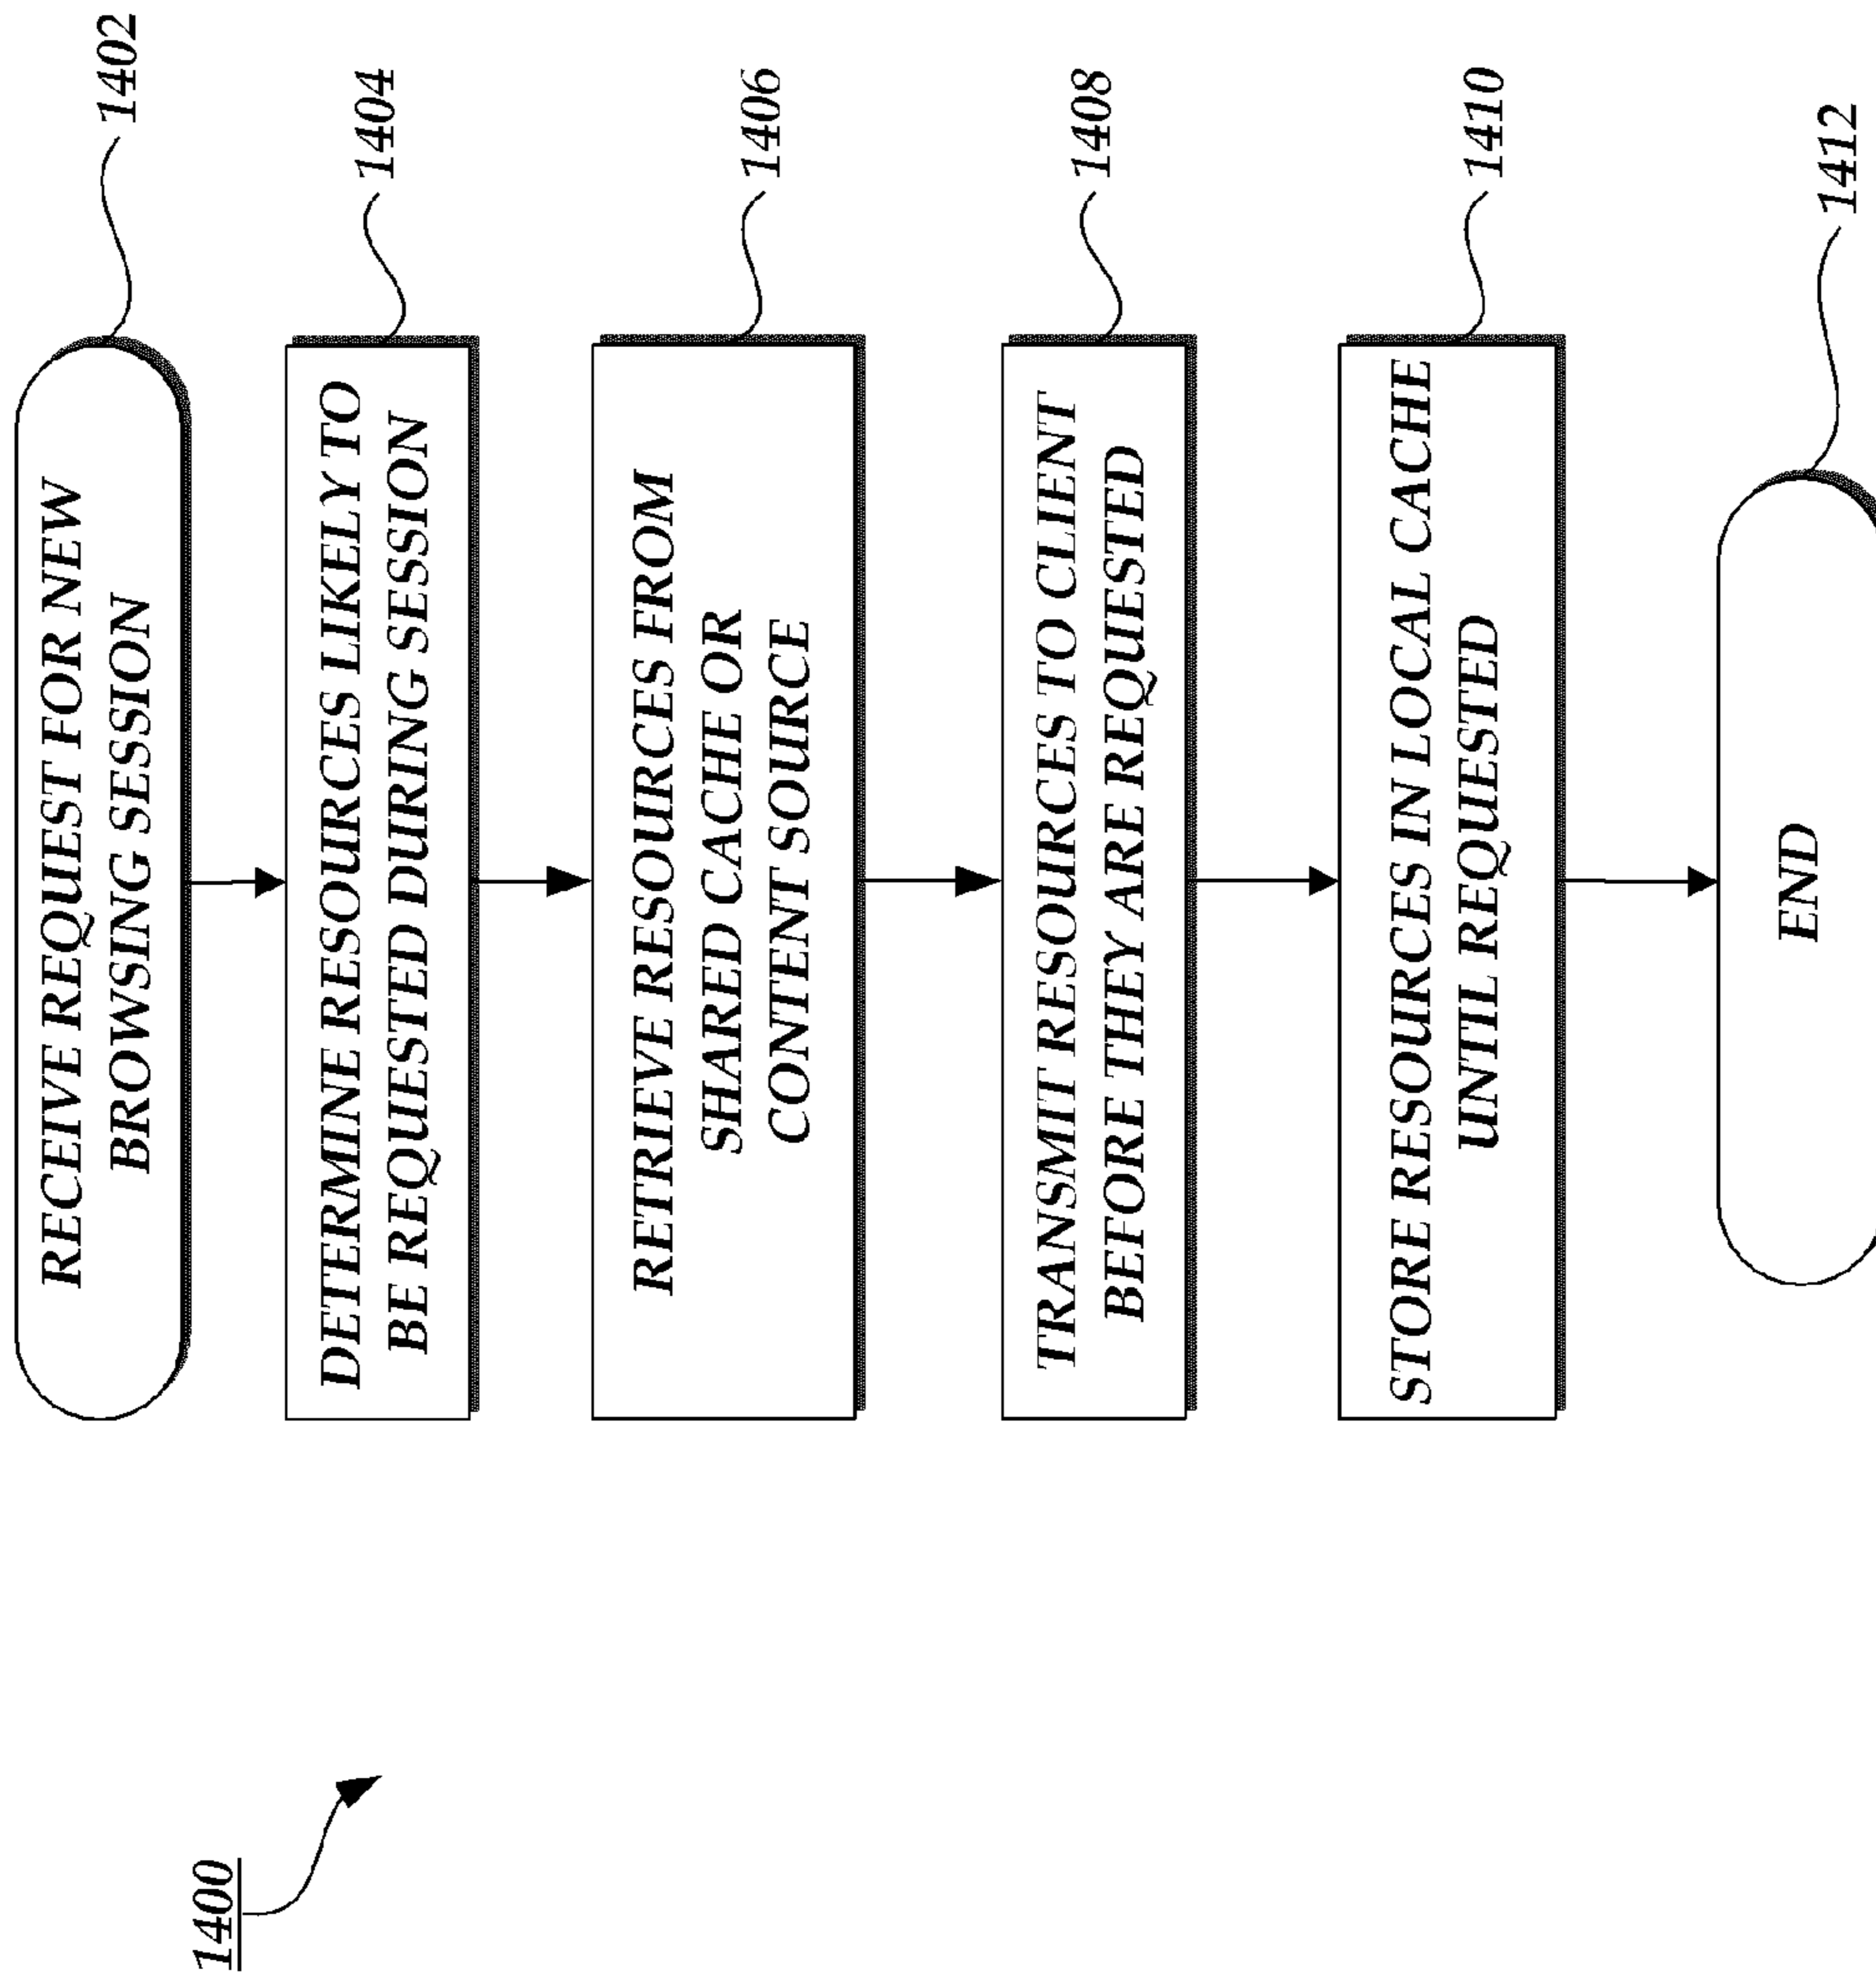 1400
RECEIVE REQUEST FOR NEW
BROWSING SESSION
1402
DETERMINE RESOURCES LIKELY TO
BE REQUESTED DURING SESSION
1404
RETRIEVE RESOURCES FROM
SHARED CACHE OR
CONTENT SOURCE
1406
TRANSMIT RESOURCES TO CLIENT
BEFORE THEY ARE REQUESTED
1408
STORE RESOURCES IN LOCAL CACHE
UNTIL REQUESTED
1410
END
1412